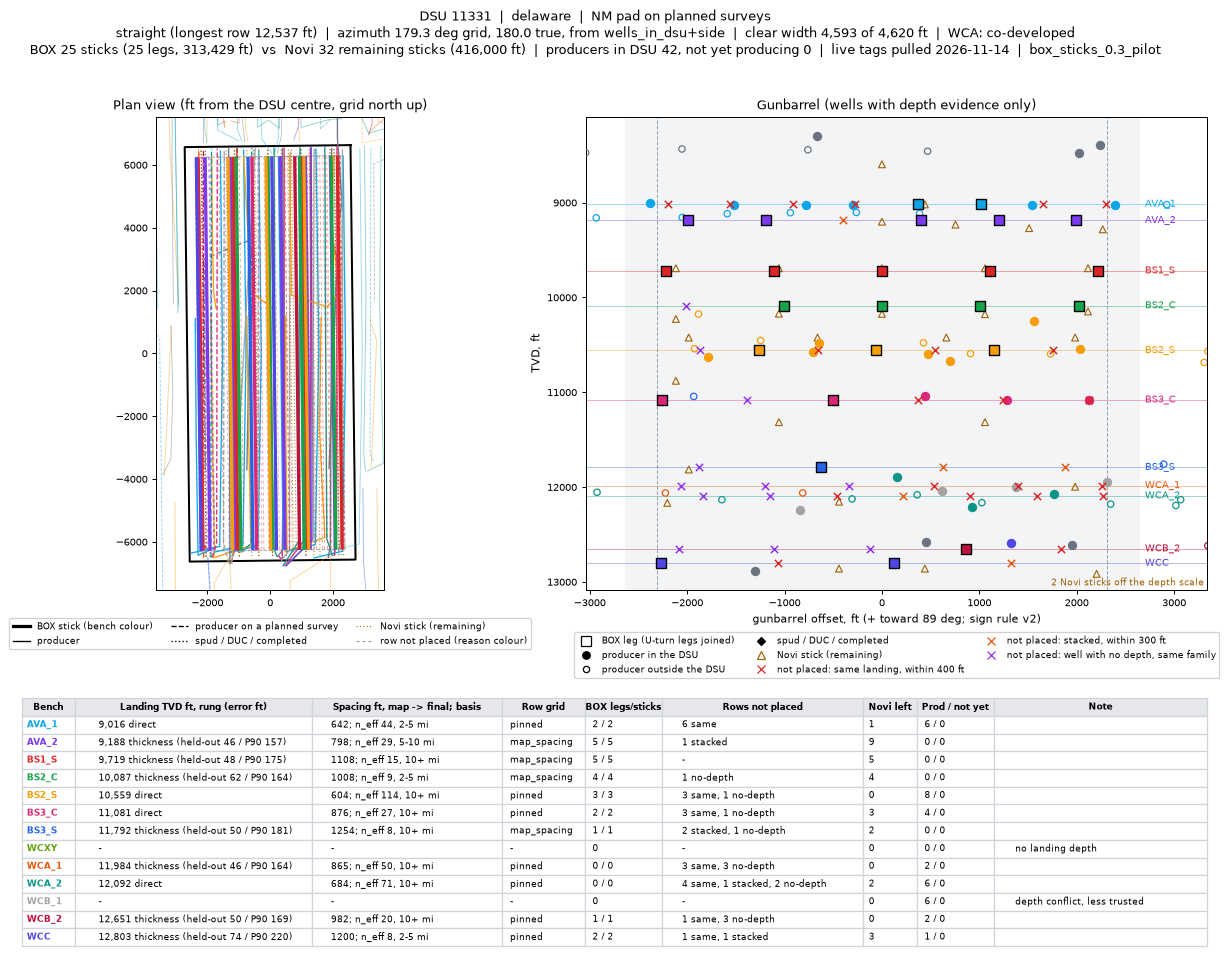 DSU 11331 | delaware | NM pad on planned surveys
straight (longest row 12,537 ft) | azimuth 179.3 deg grid, 180.0 true, from wells_in_dsu+side | clear width 4,593 of 4,620 ft | WCA: co-developed
BOX 25 sticks (25 legs, 313,429 ft) vs Novi 32 remaining sticks (416,000 ft) | producers in DSU 42, not yet producing 0 | live tags pulled 2026-11-14 | box_sticks_0.3_pilot
Plan view (ft from the DSU centre, grid north up)
6000
4000
2000
0
−2000
−4000
−6000
−2000 0 2000
BOX stick (bench colour)
producer
producer on a planned survey
spud / DUC / completed
Novi stick (remaining)
row not placed (reason colour)
Gunbarrel (wells with depth evidence only)
TVD, ft
9000
10000
11000
12000
13000
AVA_1
AVA_2
BS1_S
BS2_C
BS2_S
BS3_C
BS3_S
WCA_1
WCA_2
WCB_2
WCC
2 Novi sticks off the depth scale
−3000 −2000 −1000 0 1000 2000 3000
gunbarrel offset, ft (+ toward 89 deg; sign rule v2)
BOX leg (U-turn legs joined)
producer in the DSU
producer outside the DSU
spud / DUC / completed
Novi stick (remaining)
not placed: same landing, within 400 ft
not placed: stacked, within 300 ft
not placed: well with no depth, same family
Bench Landing TVD ft, rung (error ft) Spacing ft, map -> final; basis Row grid BOX legs/sticks Rows not placed Novi left Prod / not yet Note
AVA_1 9,016 direct 642; n_eff 44, 2-5 mi pinned 2 / 2 6 same 1 6 / 0
AVA_2 9,188 thickness (held-out 46 / P90 157) 798; n_eff 29, 5-10 mi map_spacing 5 / 5 1 stacked 9 0 / 0
BS1_S 9,719 thickness (held-out 48 / P90 175) 1108; n_eff 15, 10+ mi map_spacing 5 / 5 - 5 0 / 0
BS2_C 10,087 thickness (held-out 62 / P90 164) 1008; n_eff 9, 2-5 mi map_spacing 4 / 4 1 no-depth 4 0 / 0
BS2_S 10,559 direct 604; n_eff 114, 10+ mi pinned 3 / 3 3 same, 1 no-depth 0 8 / 0
BS3_C 11,081 direct 876; n_eff 27, 10+ mi pinned 2 / 2 3 same, 1 no-depth 3 4 / 0
BS3_S 11,792 thickness (held-out 50 / P90 181) 1254; n_eff 8, 10+ mi map_spacing 1 / 1 2 stacked, 1 no-depth 2 0 / 0
WCXY - - - 0 - 0 0 / 0 no landing depth
WCA_1 11,984 thickness (held-out 46 / P90 164) 865; n_eff 50, 10+ mi pinned 0 / 0 3 same, 3 no-depth 0 2 / 0
WCA_2 12,092 direct 684; n_eff 71, 10+ mi pinned 0 / 0 4 same, 1 stacked, 2 no-depth 2 6 / 0
WCB_1 - - - 0 - 0 6 / 0 depth conflict, less trusted
WCB_2 12,651 thickness (held-out 50 / P90 169) 982; n_eff 20, 10+ mi pinned 1 / 1 1 same, 3 no-depth 0 2 / 0
WCC 12,803 thickness (held-out 74 / P90 220) 1200; n_eff 8, 2-5 mi pinned 2 / 2 1 same, 1 stacked 3 1 / 0